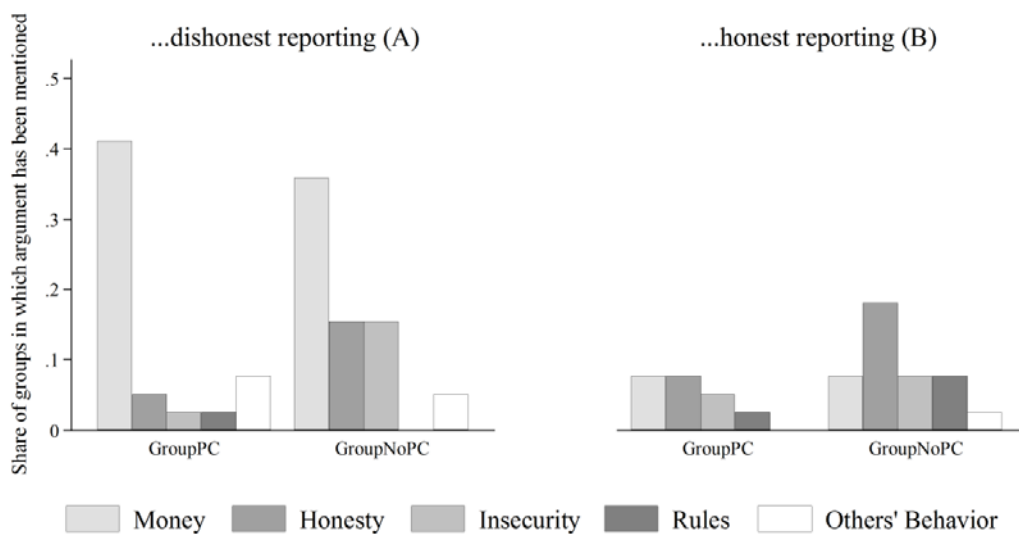 ...dishonest reporting (A)
...honest reporting (B)
Share of groups in which argument has been mentioned
.5
.4
.3
.2
.1
0
GroupPC
GroupNoPC
GroupPC
GroupNoPC
Money
Honesty
Insecurity
Rules
Others' Behavior